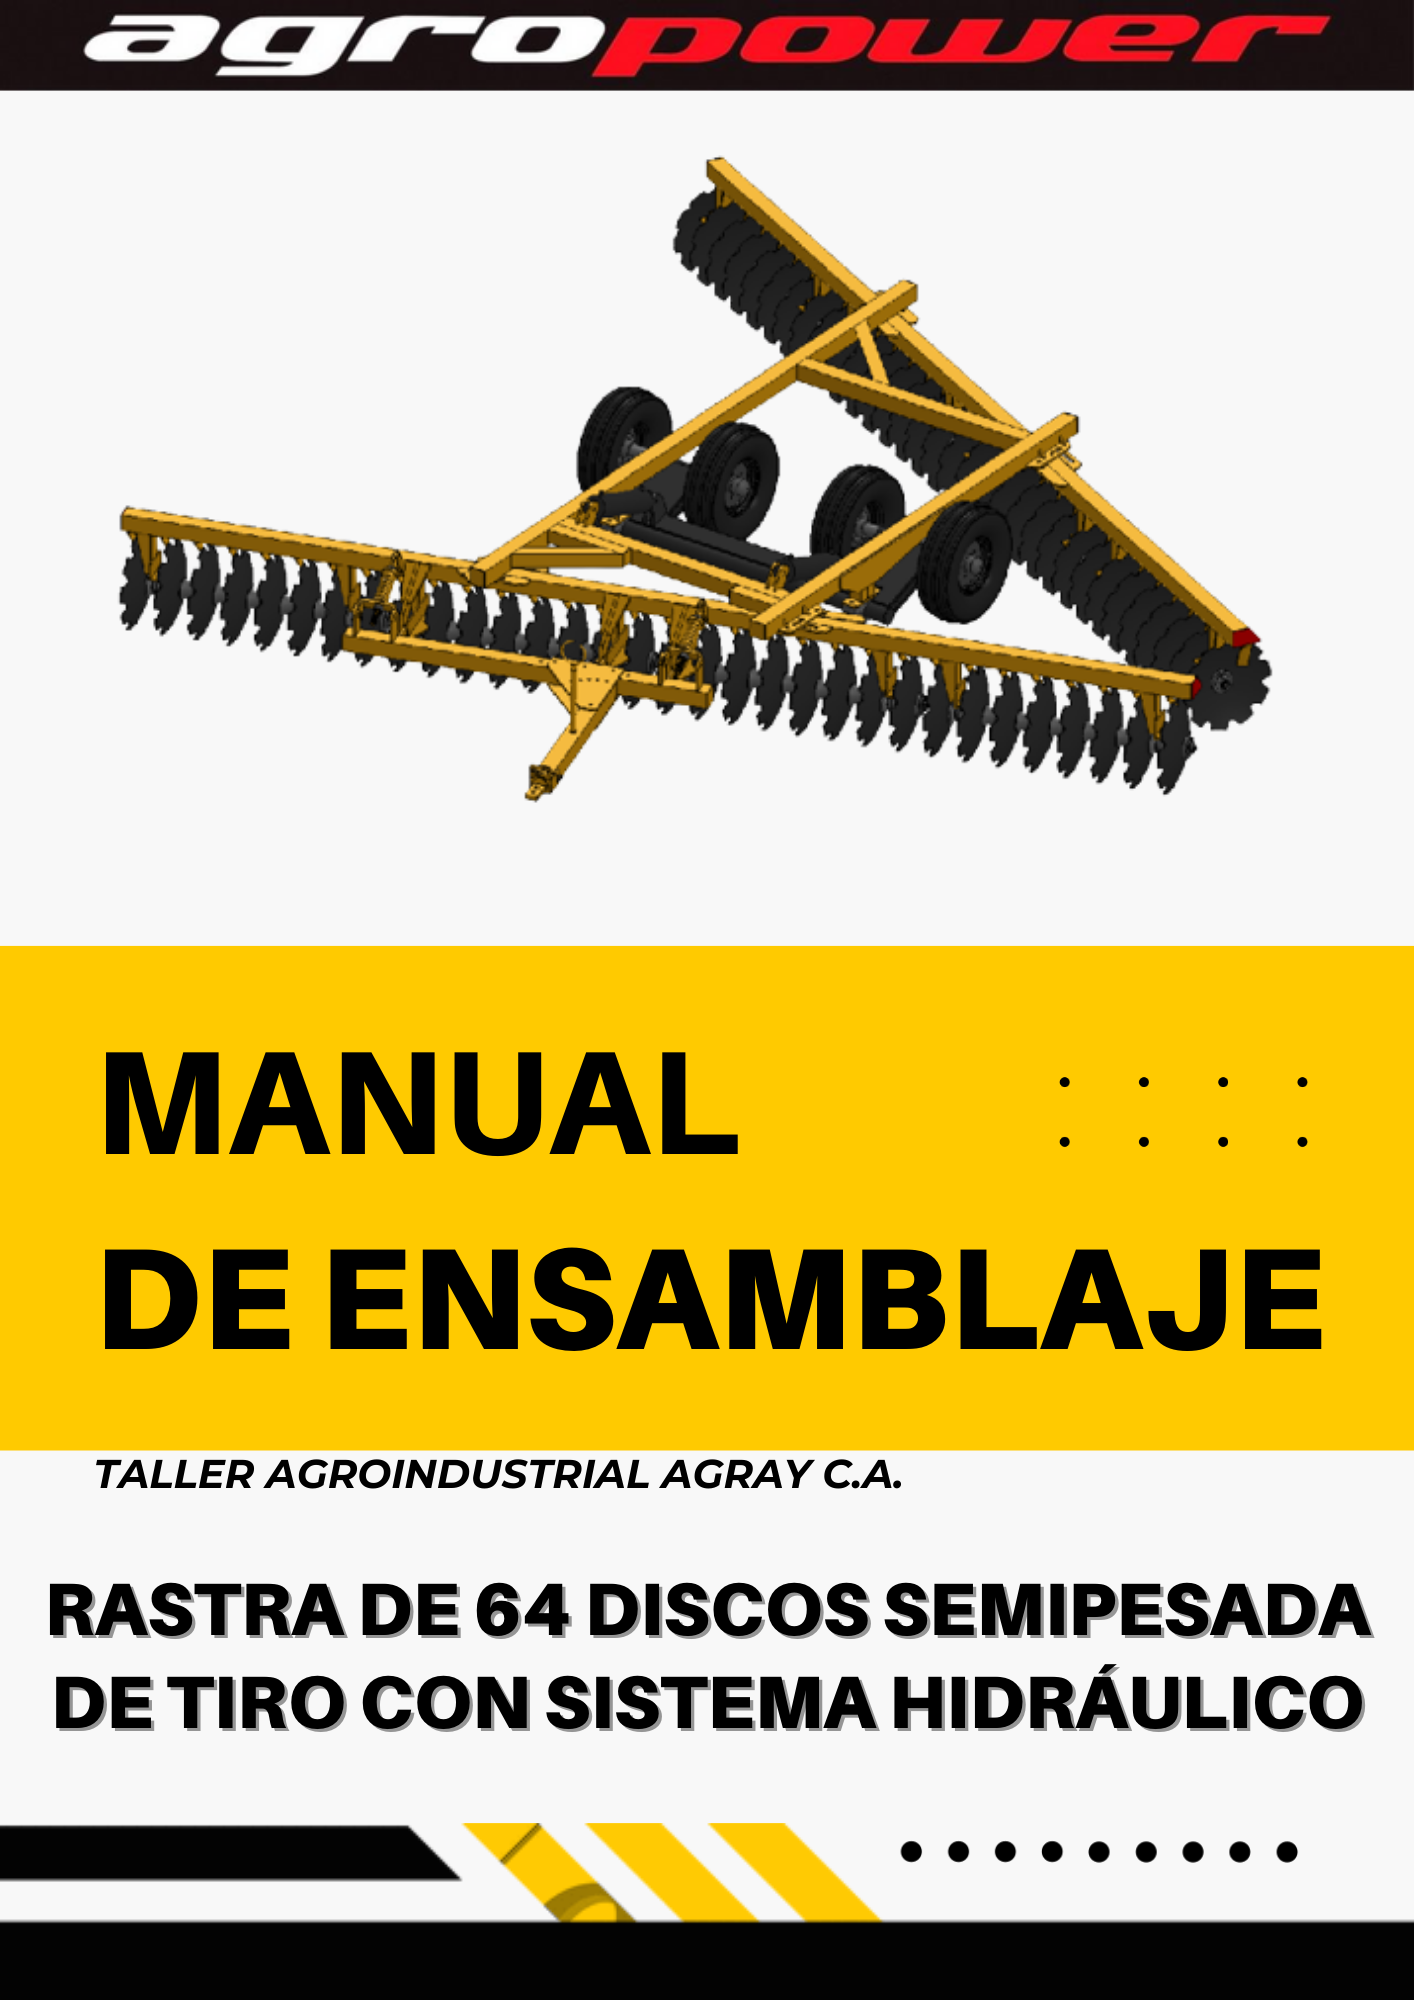 agropower
MANUAL
DE ENSAMBLAJE
TALLER AGROINDUSTRIAL AGRAY C.A.
RASTRA DE 64 DISCOS SEMIPESADA
DE TIRO CON SISTEMA HIDRÁULICO